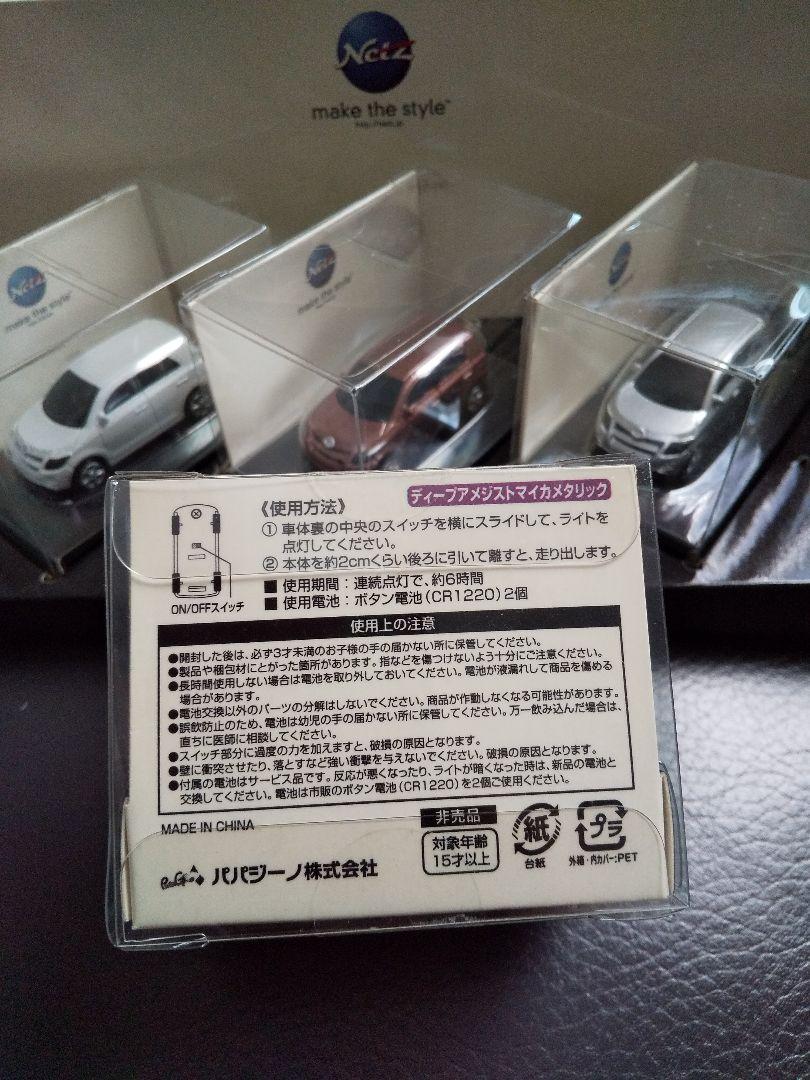 Netz
make the style™
Netz
make the style
Netz
make the style
ディープアメジストマイカメタリック
《使用方法》
① 車体裏の中央のスイッチを横にスライドして、ライトを
点灯してください。
② 本体を約2cmくらい後ろに引いて離すと、走り出します。
ON/OFFスイッチ
■ 使用期間：連続点灯で、約6時間
■ 使用電池：ボタン電池(CR1220)2個
使用上の注意
●開封した後は、必ず3才未満のお子様の手の届かない所に保管してください。
●製品や梱包材にとがった箇所があります。指などを傷つけないよう十分にご注意ください。
●長時間使用しない場合は電池を取り外しておいてください。電池が液漏れして商品を傷める
場合があります。
●電池交換以外のパーツの分解はしないでください。商品が作動しなくなる可能性があります。
●誤飲防止のため、電池は幼児の手の届かない所に保管してください。万一飲み込んだ場合は、
直ちに医師に相談してください。
●スイッチ部分に過度の力を加えますと、破損の原因となります。
●壁に衝突させたり、落とすなど強い衝撃を与えないでください。破損の原因となります。
●付属の電池はサービス品です。反応が悪くなったり、ライトが暗くなった時は、新品の電池と
交換してください。電池は市販のボタン電池(CR1220)を2個ご使用ください。
MADE IN CHINA
非売品
対象年齢
15才以上
紙
台紙
プラ
外箱・内カバー:PET
パパジーノ株式会社